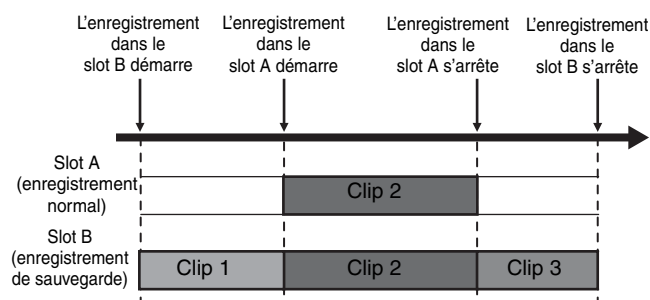 L'enregistrement
dans le
slot B démarre
L'enregistrement
dans le
slot A démarre
L'enregistrement
dans le
slot A s'arrête
L'enregistrement
dans le
slot B s'arrête
Slot A
(enregistrement
normal)
Clip 2
Slot B
(enregistrement
de sauvegarde)
Clip 1
Clip 2
Clip 3